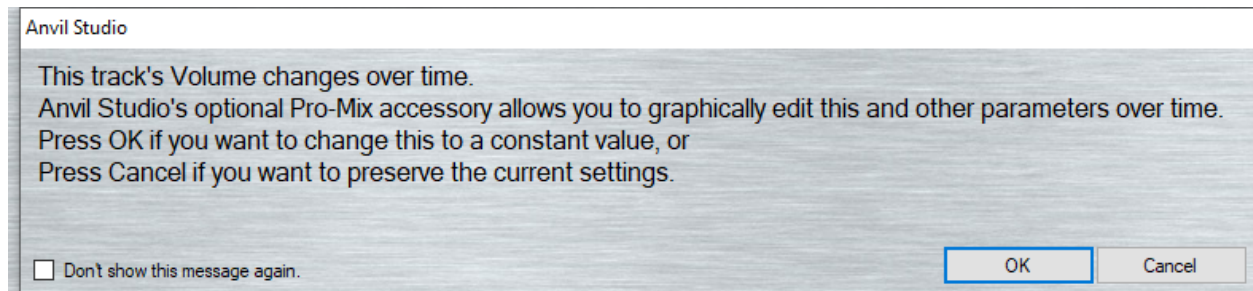 Anvil Studio
This track's Volume changes over time.
Anvil Studio's optional Pro-Mix accessory allows you to graphically edit this and other parameters over time.
Press OK if you want to change this to a constant value, or
Press Cancel if you want to preserve the current settings.
Don't show this message again.
OK
Cancel